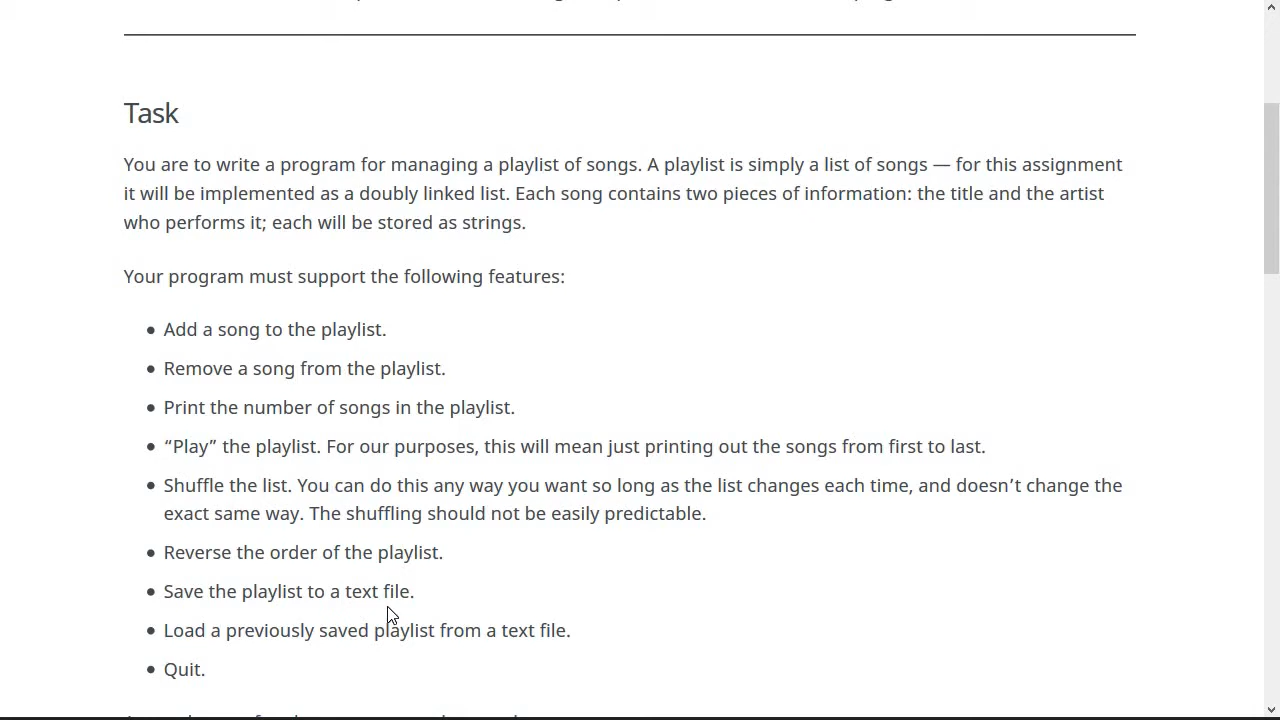 Task
You are to write a program for managing a playlist of songs. A playlist is simply a list of songs — for this assignment
it will be implemented as a doubly linked list. Each song contains two pieces of information: the title and the artist
who performs it; each will be stored as strings.
Your program must support the following features:
• Add a song to the playlist.
• Remove a song from the playlist.
• Print the number of songs in the playlist.
• “Play” the playlist. For our purposes, this will mean just printing out the songs from first to last.
• Shuffle the list. You can do this any way you want so long as the list changes each time, and doesn’t change the
exact same way. The shuffling should not be easily predictable.
• Reverse the order of the playlist.
• Save the playlist to a text file.
• Load a previously saved playlist from a text file.
• Quit.